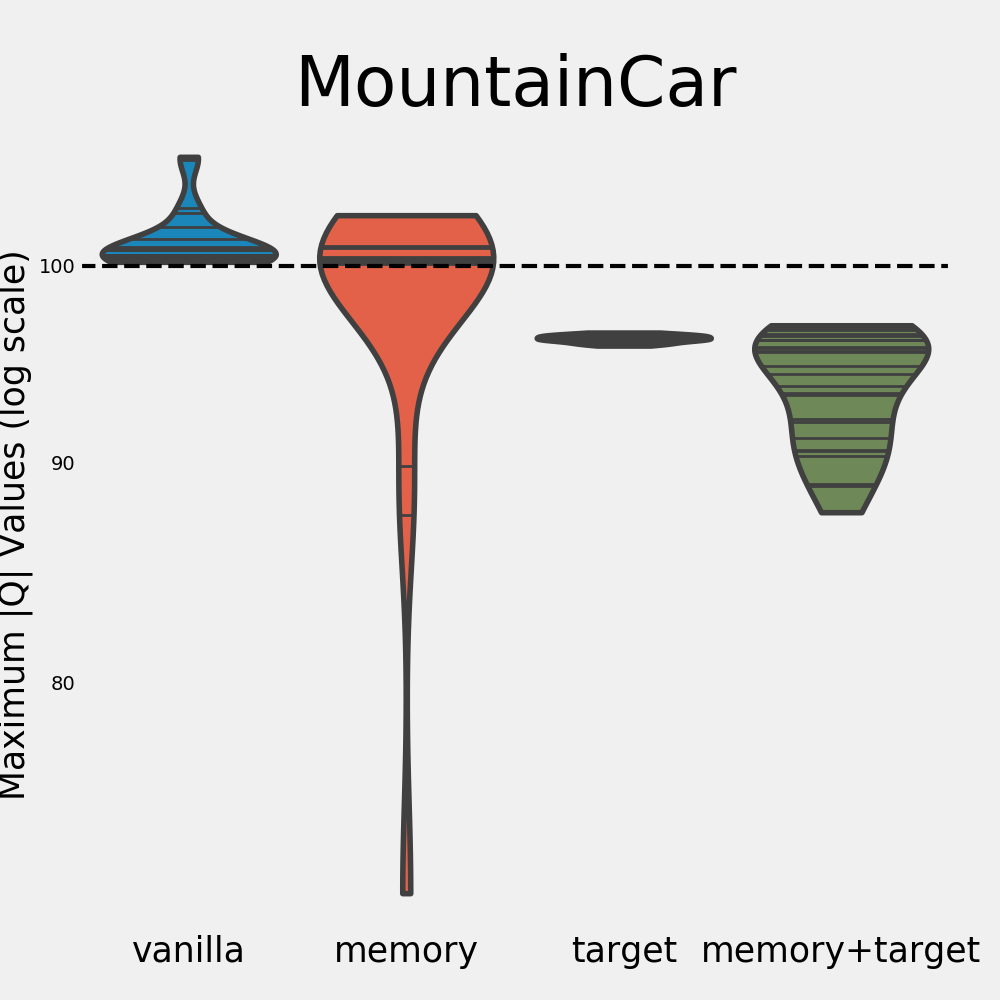 MountainCar
Maximum |Q| Values (log scale)
100
90
80
vanilla memory target memory+target